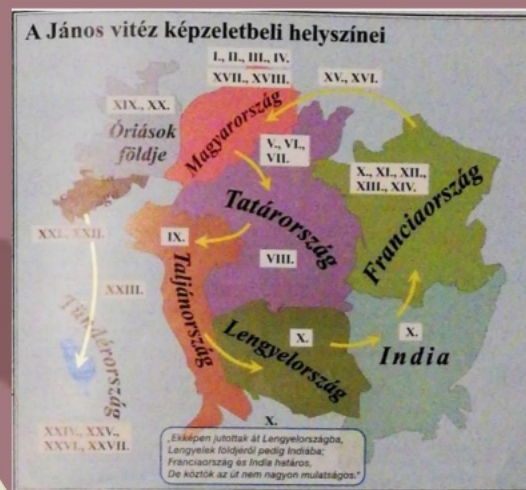 A János vitéz képzeletbeli helyszínei
I., II., III., IV.
XVII., XVIII.
XV., XVI.
XIX., XX.
Óriások
földje
Magyarország
V., VI.,
VII.
X., XI., XII.,
XIII., XIV.
Franciaország
Tatárország
IX.
VIII.
XXI., XXII.
XXIII.
Tündérország
Taljánország
Lengyelország
X.
X.
India
X.
XXIV., XXV.,
XXVI., XXVII.
„Ekképen jutottak át Lengyelországba,
Lengyelek földjéről pedig Indiába;
Franciaország és India határos,
De köztök az út nem nagyon mulatságos."